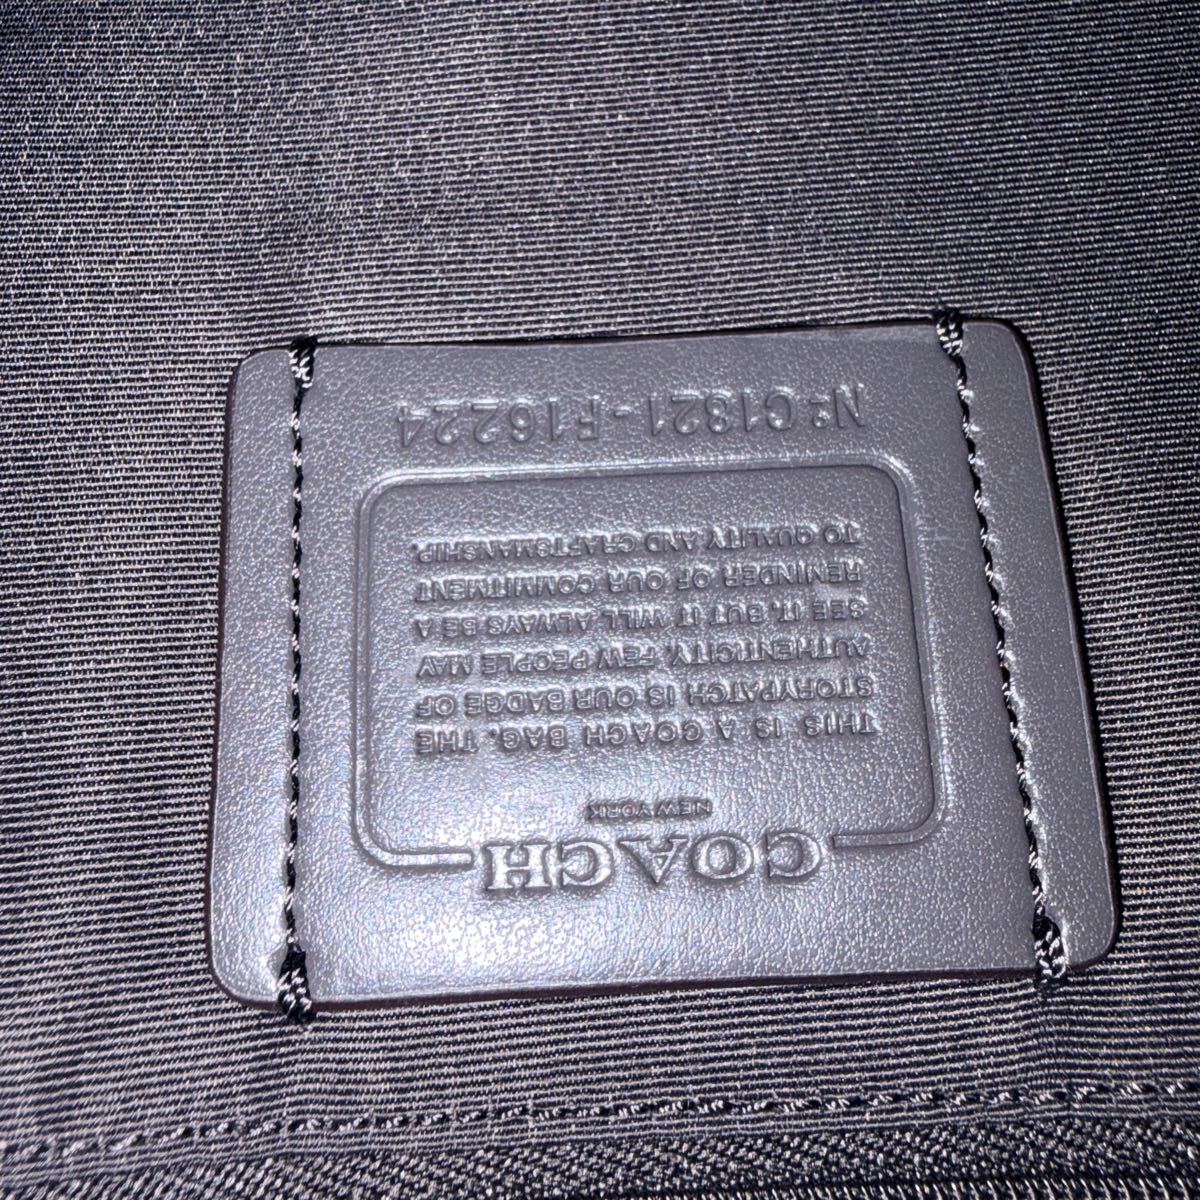 COACH
NEW YORK
THIS IS A COACH BAG. THE
STORYPATCH IS OUR BADGE OF
AUTHENTICITY. FEW PEOPLE MAY
SEE IT, BUT IT WILL ALWAYS BE A
REMINDER OF OUR COMMITMENT
TO QUALITY AND CRAFTSMANSHIP.
Nº C1821-F16224